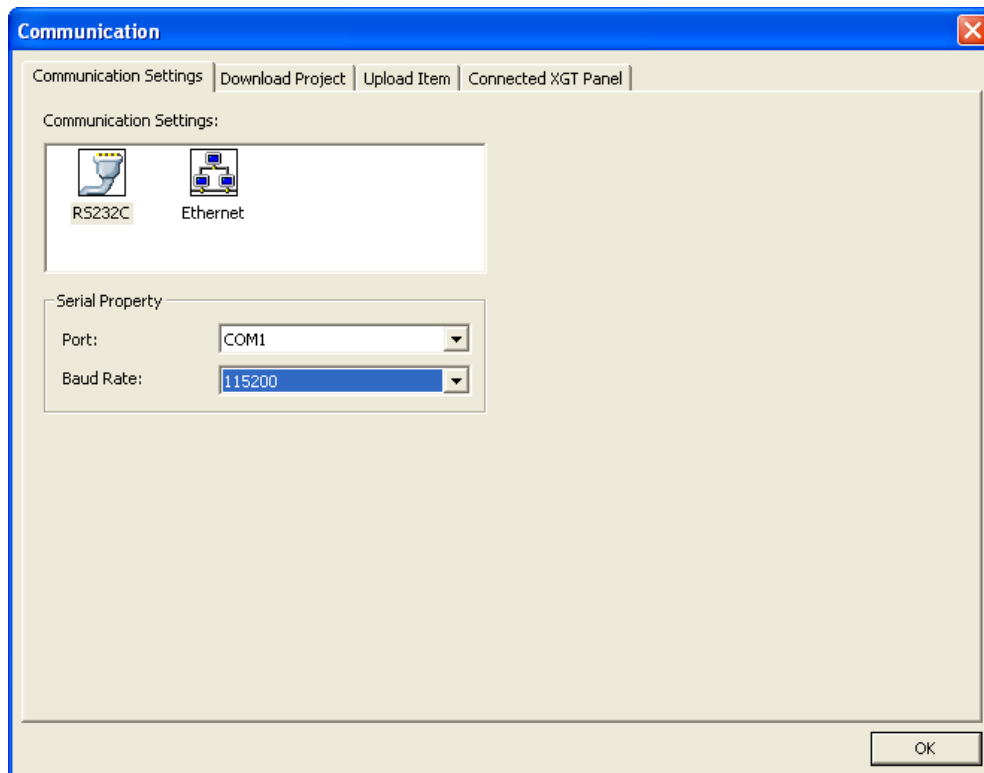 Communication
Communication Settings Download Project Upload Item Connected XGT Panel
Communication Settings:
RS232C Ethernet
Serial Property
Port: COM1
Baud Rate: 115200
OK